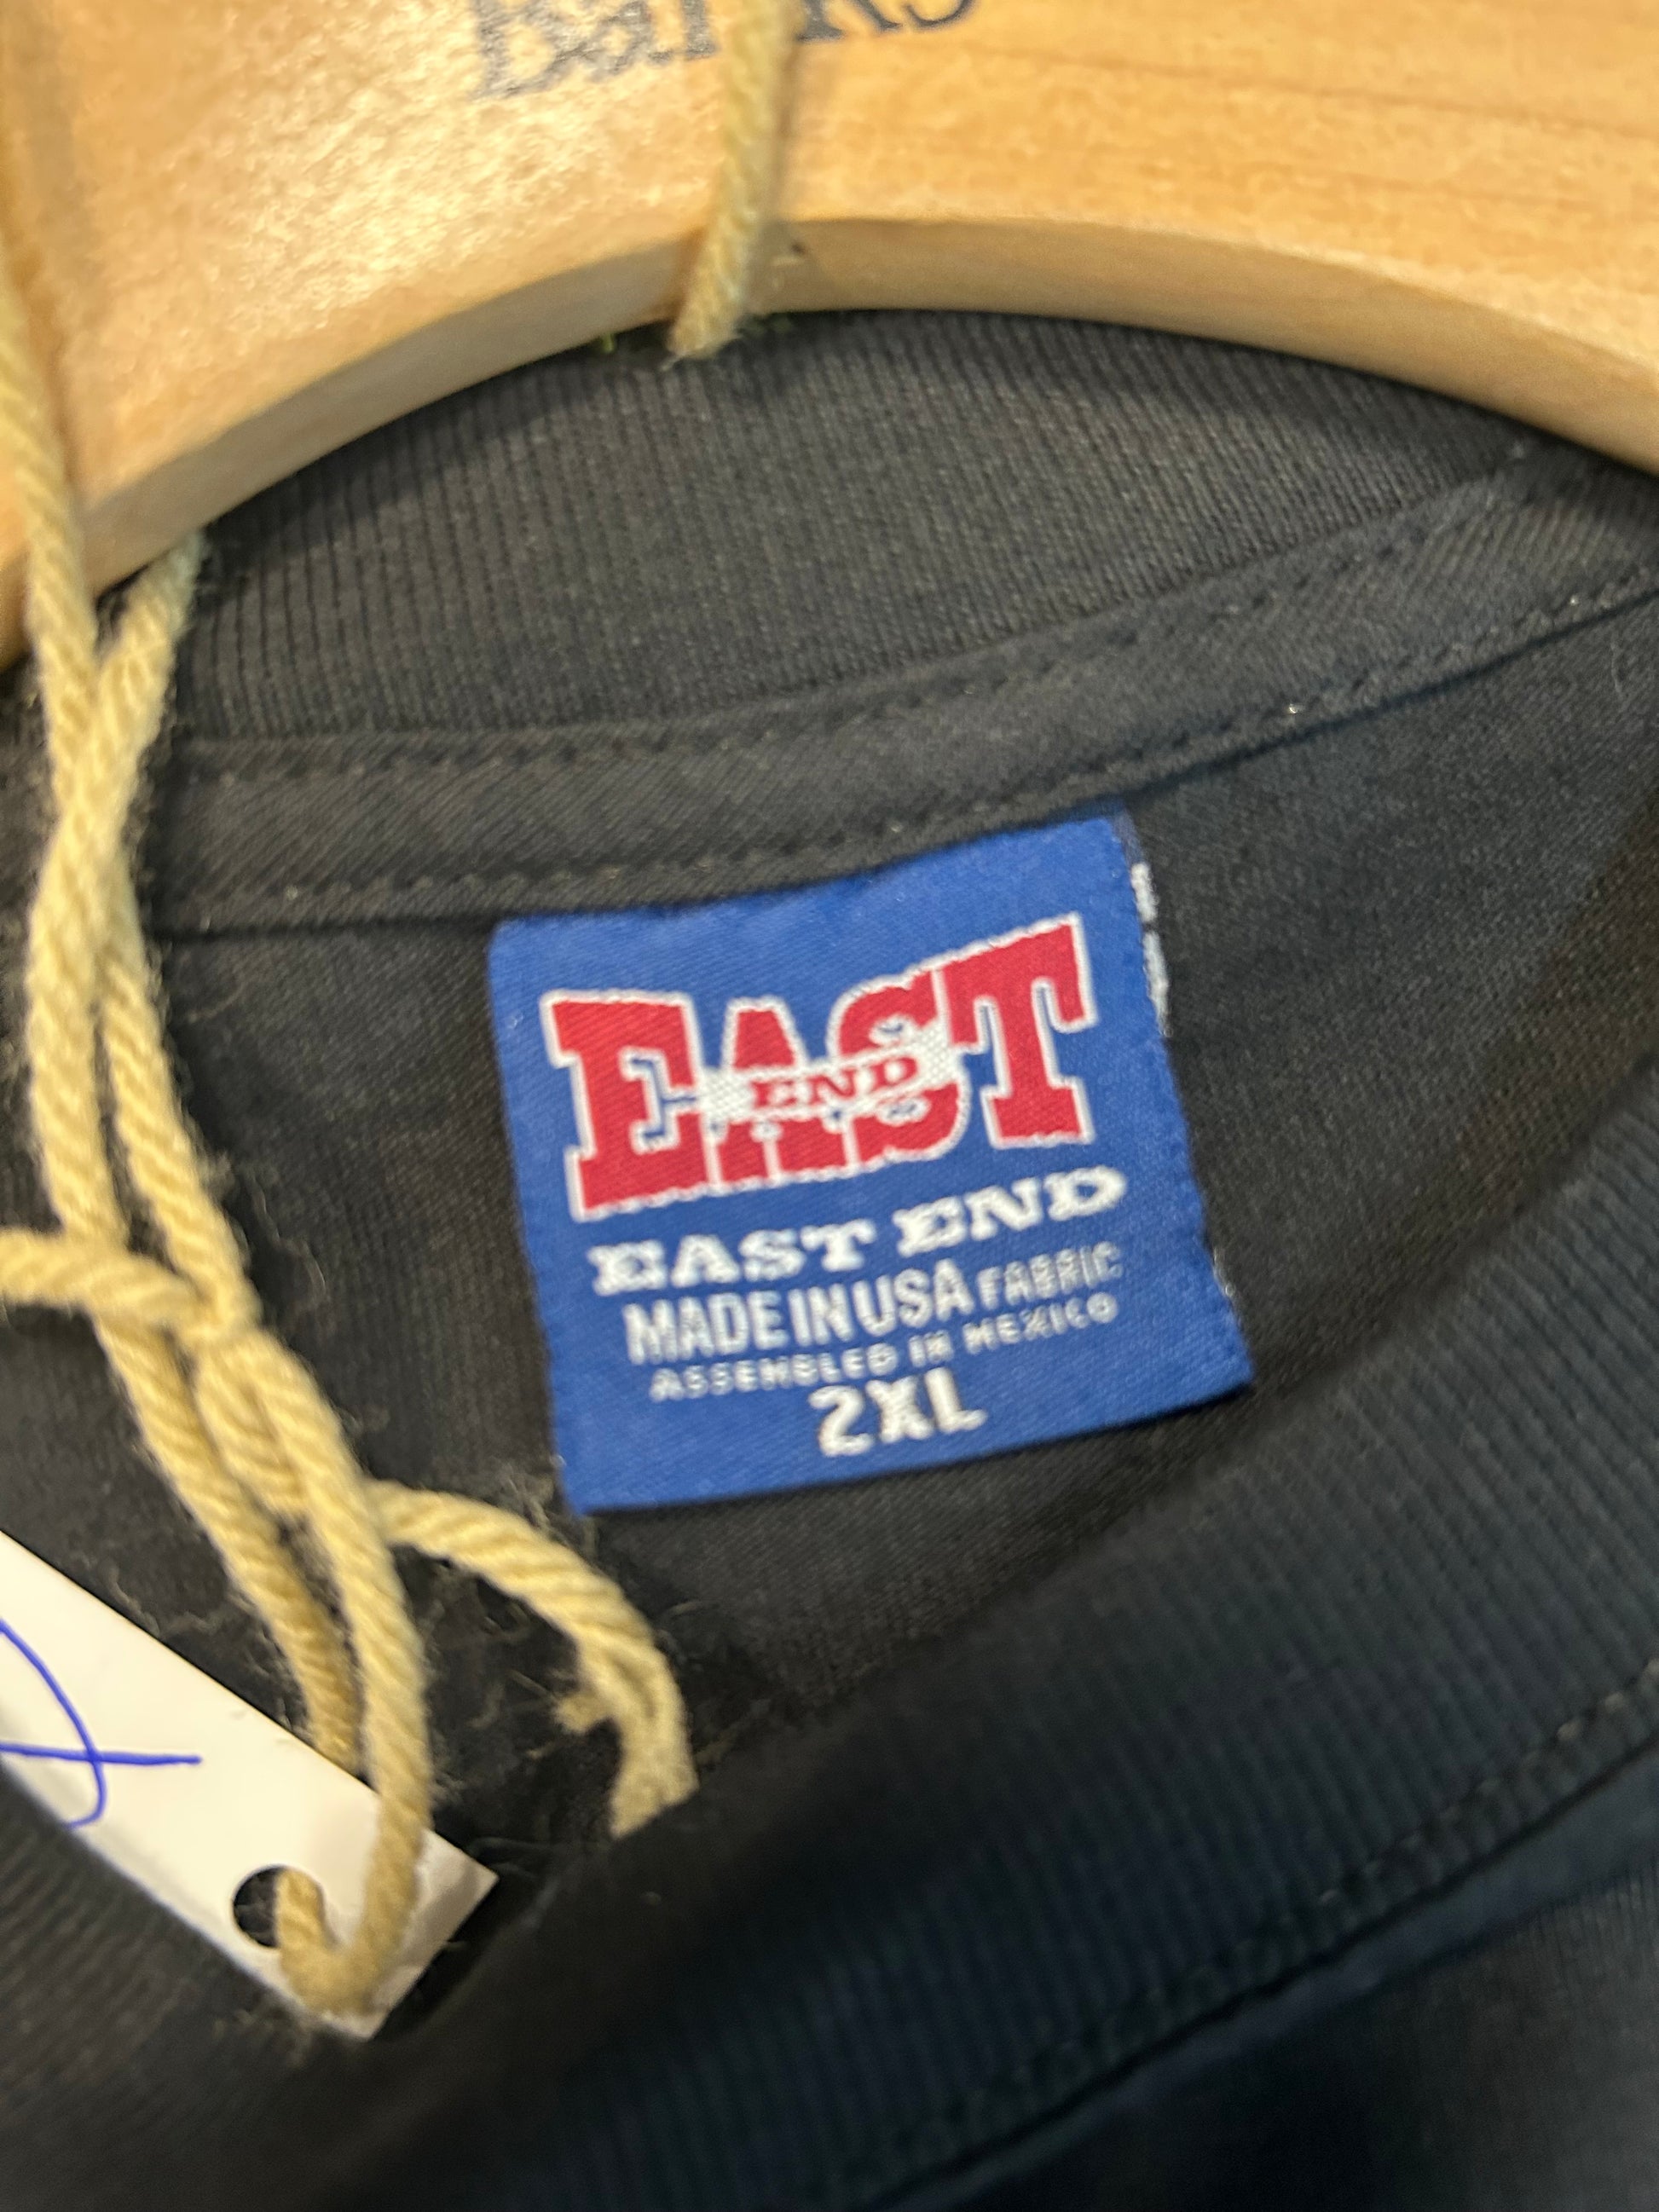 EAST
END
EAST END
MADE IN USA FABRIC
ASSEMBLED IN MEXICO
2XL